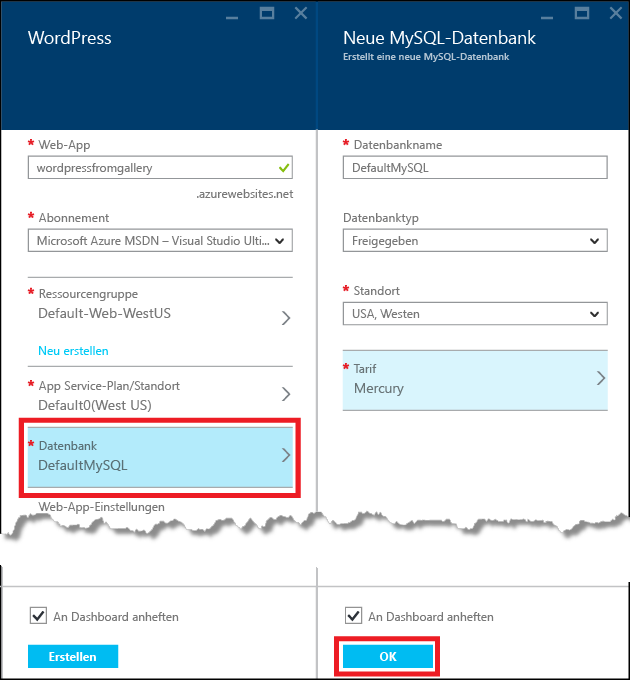 WordPress
* Web-App
wordpressfromgallery
.azurewebsites.net
* Abonnement
Microsoft Azure MSDN – Visual Studio Ulti...
* Ressourcengruppe
Default-Web-WestUS
Neu erstellen
* App Service-Plan/Standort
Default0(West US)
* Datenbank
DefaultMySQL
Web-App-Einstellungen
An Dashboard anheften
Erstellen
Neue MySQL-Datenbank
Erstellt eine neue MySQL-Datenbank
* Datenbankname
DefaultMySQL
Datenbanktyp
Freigegeben
* Standort
USA, Westen
* Tarif
Mercury
An Dashboard anheften
OK